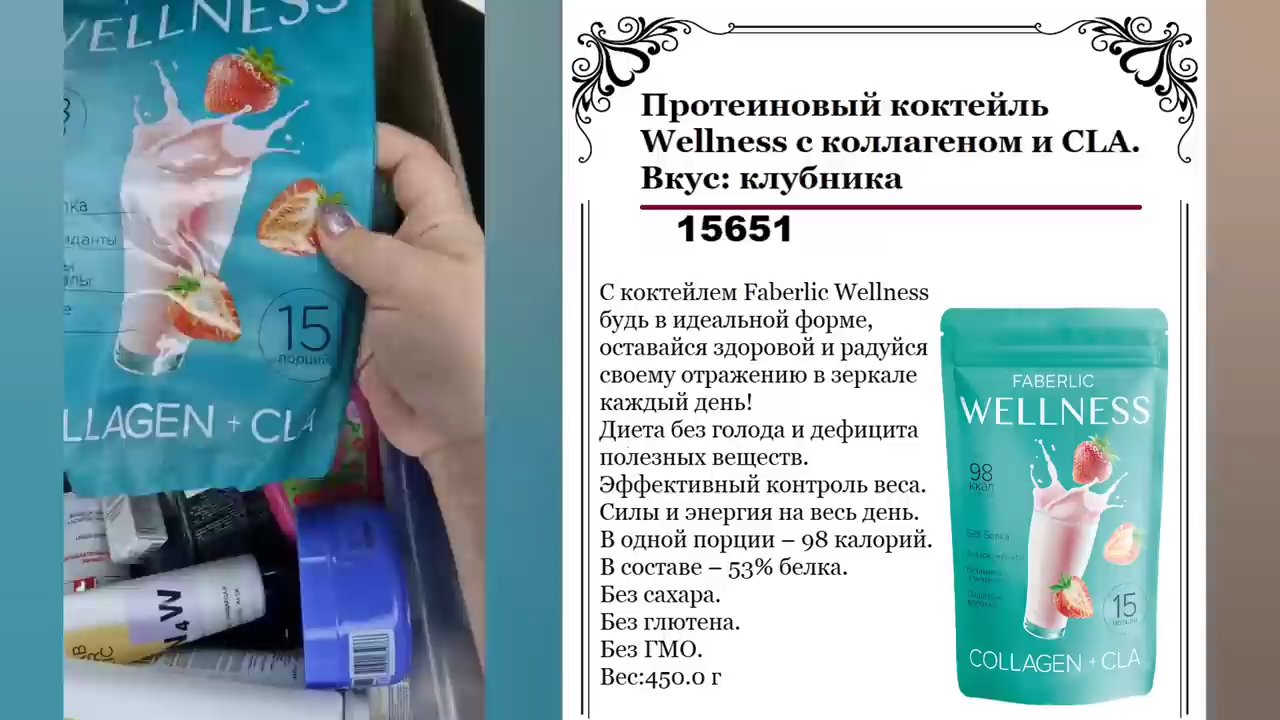 WELLNESS
15
порций
COLLAGEN + CLA
Протеиновый коктейль
Wellness с коллагеном и CLA.
Вкус: клубника
15651
С коктейлем Faberlic Wellness
будь в идеальной форме,
оставайся здоровой и радуйся
своему отражению в зеркале
каждый день!
Диета без голода и дефицита
полезных веществ.
Эффективный контроль веса.
Силы и энергия на весь день.
В одной порции – 98 калорий.
В составе – 53% белка.
Без сахара.
Без глютена.
Без ГМО.
Вес:450.0 г
FABERLIC
WELLNESS
98
ккал
15
порций
COLLAGEN + CLA